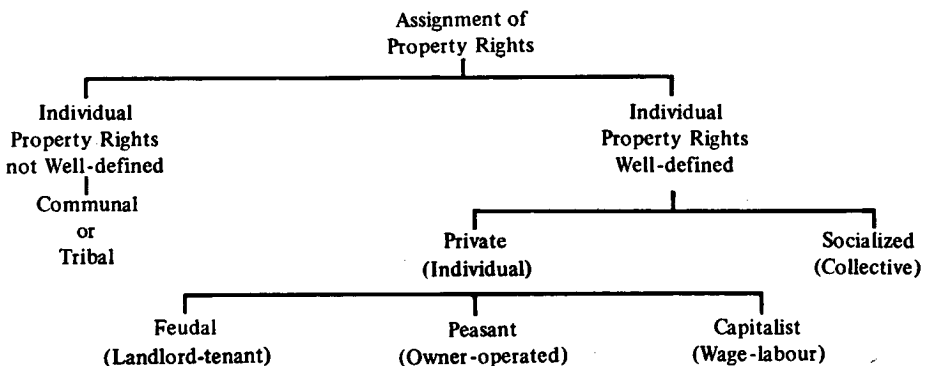 Assignment of
Property Rights
Individual
Property Rights
not Well-defined
Individual
Property Rights
Well-defined
Communal
or
Tribal
Private
(Individual)
Socialized
(Collective)
Feudal
(Landlord-tenant)
Peasant
(Owner-operated)
Capitalist
(Wage-labour)